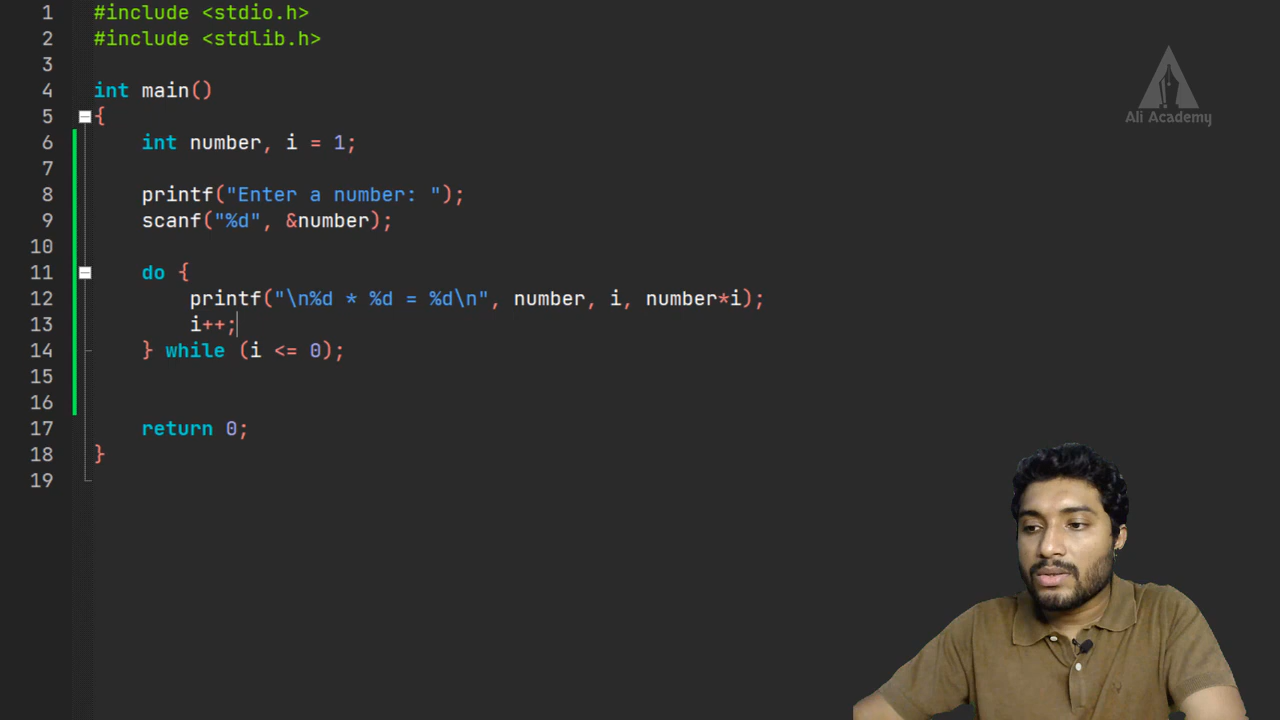 1 #include <stdio.h>
2 #include <stdlib.h>
3
4 int main()
5 {
6 int number, i = 1;
7
8 printf("Enter a number: ");
9 scanf("%d", &number);
10
11 do {
12 printf("\n%d * %d = %d\n", number, i, number*i);
13 i++;
14 } while (i <= 0);
15
16
17 return 0;
18 }
19
Ali Academy